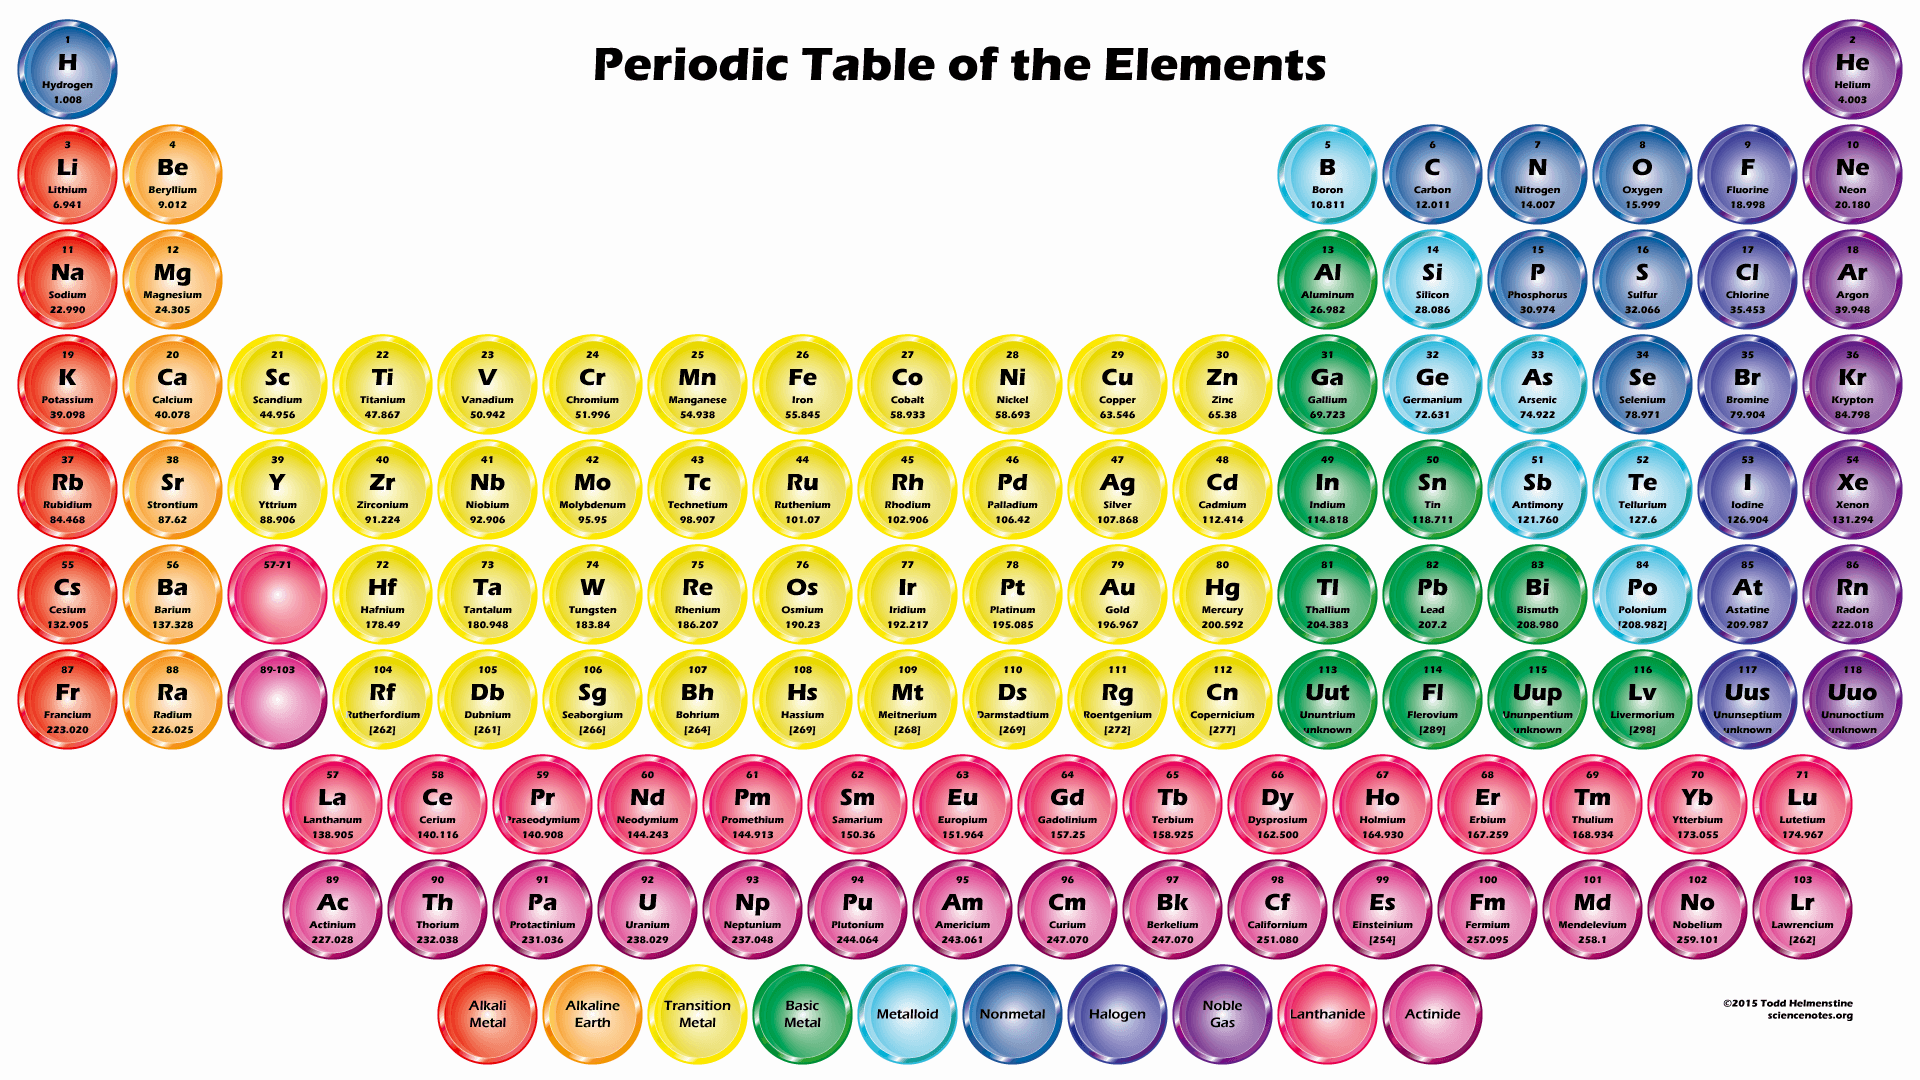 Periodic Table of the Elements
1
H
Hydrogen
1.008
2
He
Helium
4.003
3
Li
Lithium
6.941
4
Be
Beryllium
9.012
5
B
Boron
10.811
6
C
Carbon
12.011
7
N
Nitrogen
14.007
8
O
Oxygen
15.999
9
F
Fluorine
18.998
10
Ne
Neon
20.180
11
Na
Sodium
22.990
12
Mg
Magnesium
24.305
13
Al
Aluminum
26.982
14
Si
Silicon
28.086
15
P
Phosphorus
30.974
16
S
Sulfur
32.066
17
Cl
Chlorine
35.453
18
Ar
Argon
39.948
19
K
Potassium
39.098
20
Ca
Calcium
40.078
21
Sc
Scandium
44.956
22
Ti
Titanium
47.867
23
V
Vanadium
50.942
24
Cr
Chromium
51.996
25
Mn
Manganese
54.938
26
Fe
Iron
55.845
27
Co
Cobalt
58.933
28
Ni
Nickel
58.693
29
Cu
Copper
63.546
30
Zn
Zinc
65.38
31
Ga
Gallium
69.723
32
Ge
Germanium
72.631
33
As
Arsenic
74.922
34
Se
Selenium
78.971
35
Br
Bromine
79.904
36
Kr
Krypton
84.798
37
Rb
Rubidium
84.468
38
Sr
Strontium
87.62
39
Y
Yttrium
88.906
40
Zr
Zirconium
91.224
41
Nb
Niobium
92.906
42
Mo
Molybdenum
95.95
43
Tc
Technetium
98.907
44
Ru
Ruthenium
101.07
45
Rh
Rhodium
102.906
46
Pd
Palladium
106.42
47
Ag
Silver
107.868
48
Cd
Cadmium
112.414
49
In
Indium
114.818
50
Sn
Tin
118.711
51
Sb
Antimony
121.760
52
Te
Tellurium
127.6
53
I
Iodine
126.904
54
Xe
Xenon
131.294
55
Cs
Cesium
132.905
56
Ba
Barium
137.328
57-71
72
Hf
Hafnium
178.49
73
Ta
Tantalum
180.948
74
W
Tungsten
183.84
75
Re
Rhenium
186.207
76
Os
Osmium
190.23
77
Ir
Iridium
192.217
78
Pt
Platinum
195.085
79
Au
Gold
196.967
80
Hg
Mercury
200.592
81
Tl
Thallium
204.383
82
Pb
Lead
207.2
83
Bi
Bismuth
208.980
84
Po
Polonium
[208.982]
85
At
Astatine
209.987
86
Rn
Radon
222.018
87
Fr
Francium
223.020
88
Ra
Radium
226.025
89-103
104
Rf
Rutherfordium
[262]
105
Db
Dubnium
[261]
106
Sg
Seaborgium
[266]
107
Bh
Bohrium
[264]
108
Hs
Hassium
[269]
109
Mt
Meitnerium
[268]
110
Ds
Darmstadtium
[269]
111
Rg
Roentgenium
[272]
112
Cn
Copernicium
[277]
113
Uut
Ununtrium
unknown
114
Fl
Flerovium
[289]
115
Uup
Ununpentium
unknown
116
Lv
Livermorium
[298]
117
Uus
Ununseptium
unknown
118
Uuo
Ununoctium
unknown
57
La
Lanthanum
138.905
58
Ce
Cerium
140.116
59
Pr
Praseodymium
140.908
60
Nd
Neodymium
144.243
61
Pm
Promethium
144.913
62
Sm
Samarium
150.36
63
Eu
Europium
151.964
64
Gd
Gadolinium
157.25
65
Tb
Terbium
158.925
66
Dy
Dysprosium
162.500
67
Ho
Holmium
164.930
68
Er
Erbium
167.259
69
Tm
Thulium
168.934
70
Yb
Ytterbium
173.055
71
Lu
Lutetium
174.967
89
Ac
Actinium
227.028
90
Th
Thorium
232.038
91
Pa
Protactinium
231.036
92
U
Uranium
238.029
93
Np
Neptunium
237.048
94
Pu
Plutonium
244.064
95
Am
Americium
243.061
96
Cm
Curium
247.070
97
Bk
Berkelium
247.070
98
Cf
Californium
251.080
99
Es
Einsteinium
[254]
100
Fm
Fermium
257.095
101
Md
Mendelevium
258.1
102
No
Nobelium
259.101
103
Lr
Lawrencium
[262]
Alkali
Metal
Alkaline
Earth
Transition
Metal
Basic
Metal
Metalloid
Nonmetal
Halogen
Noble
Gas
Lanthanide
Actinide
©2015 Todd Helmenstine
sciencenotes.org